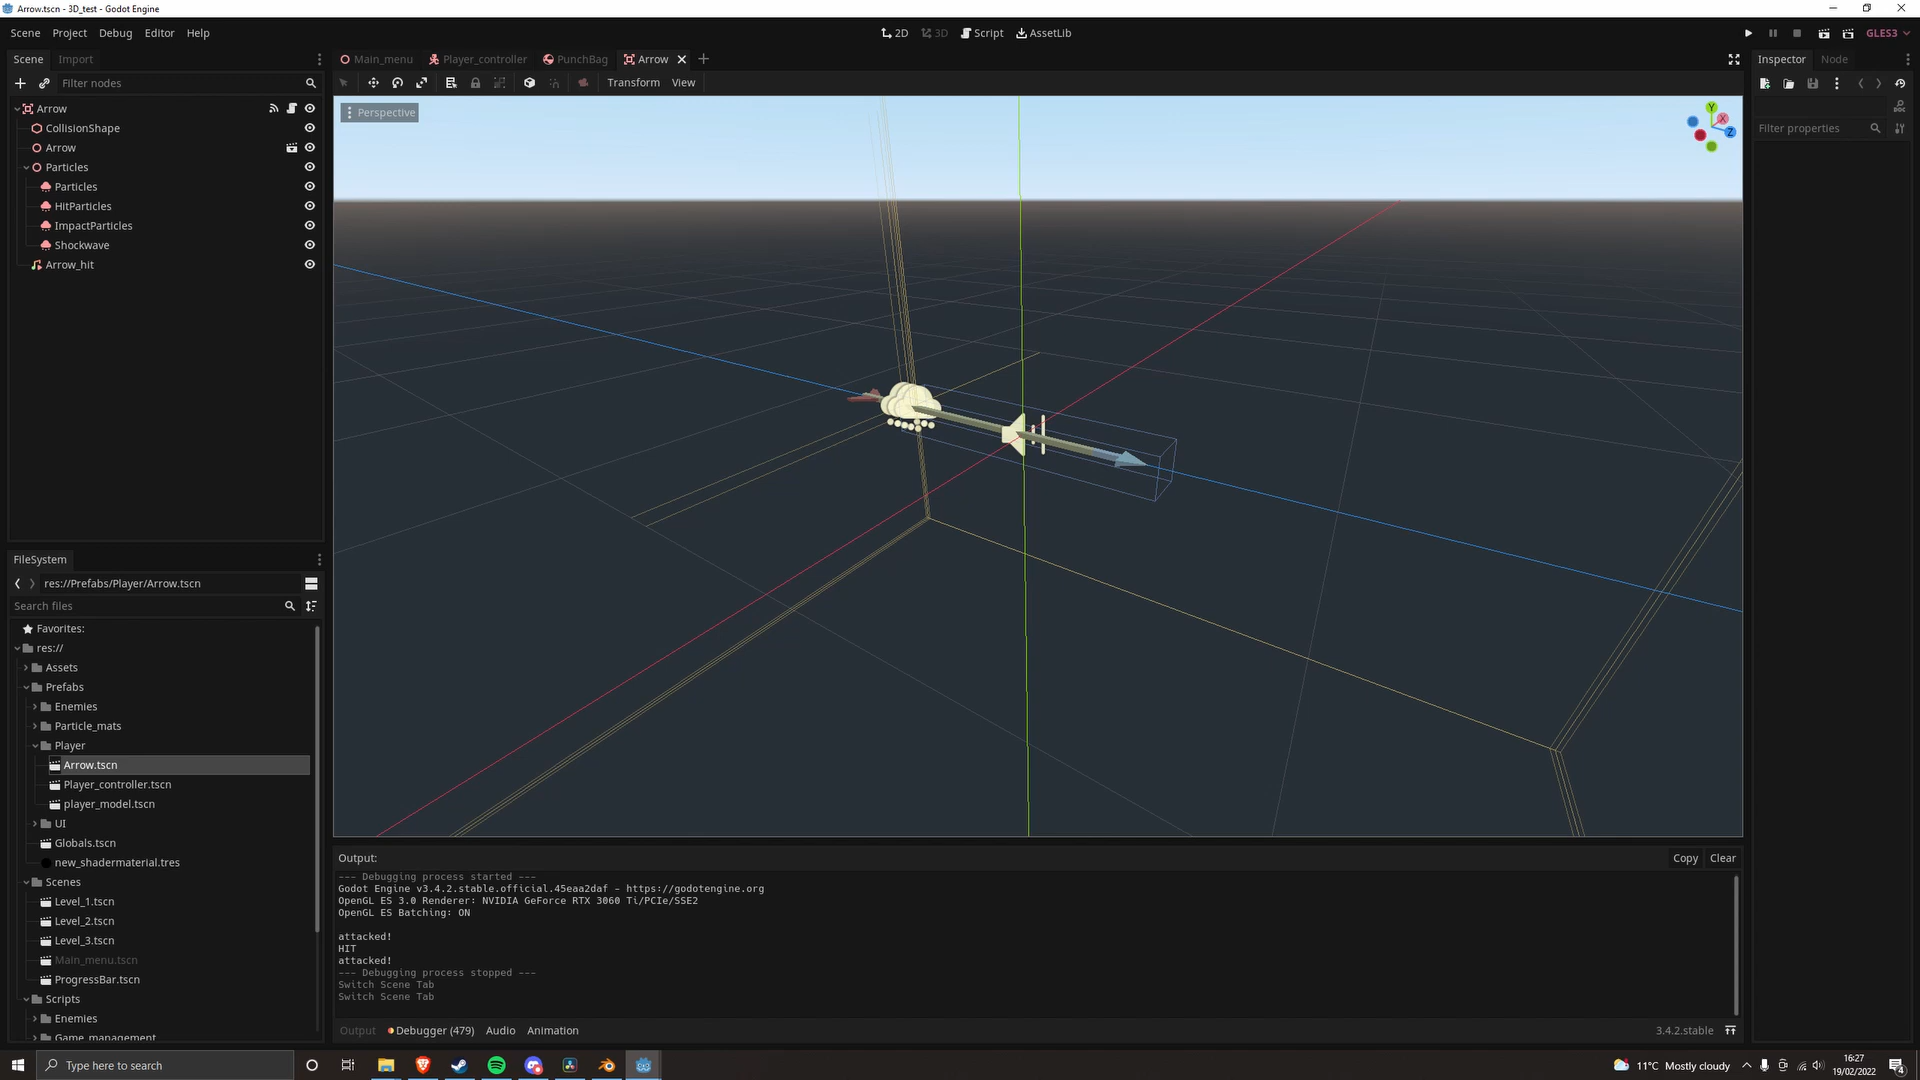 Arrow.tscn - 3D_test - Godot Engine
Scene Project Debug Editor Help
2D 3D Script AssetLib
GLES3
Scene Import
Main_menu Player_controller PunchBag Arrow
Inspector Node
Filter nodes
Transform View
Arrow
CollisionShape
Arrow
Particles
Particles
HitParticles
ImpactParticles
Shockwave
Arrow_hit
Perspective
Y
X
Z
DOC
Filter properties
FileSystem
res://Prefabs/Player/Arrow.tscn
Search files
Favorites:
res://
Assets
Prefabs
Enemies
Particle_mats
Player
Arrow.tscn
Player_controller.tscn
player_model.tscn
UI
Globals.tscn
new_shadermaterial.tres
Scenes
Level_1.tscn
Level_2.tscn
Level_3.tscn
Main_menu.tscn
ProgressBar.tscn
Scripts
Enemies
Game_management
Output:
Copy Clear
--- Debugging process started ---
Godot Engine v3.4.2.stable.official.45eaa2daf - https://godotengine.org
OpenGL ES 3.0 Renderer: NVIDIA GeForce RTX 3060 Ti/PCIe/SSE2
OpenGL ES Batching: ON
attacked!
HIT
attacked!
--- Debugging process stopped ---
Switch Scene Tab
Switch Scene Tab
Output Debugger (479) Audio Animation
3.4.2.stable
Type here to search
11°C Mostly cloudy
16:27
19/02/2022
4